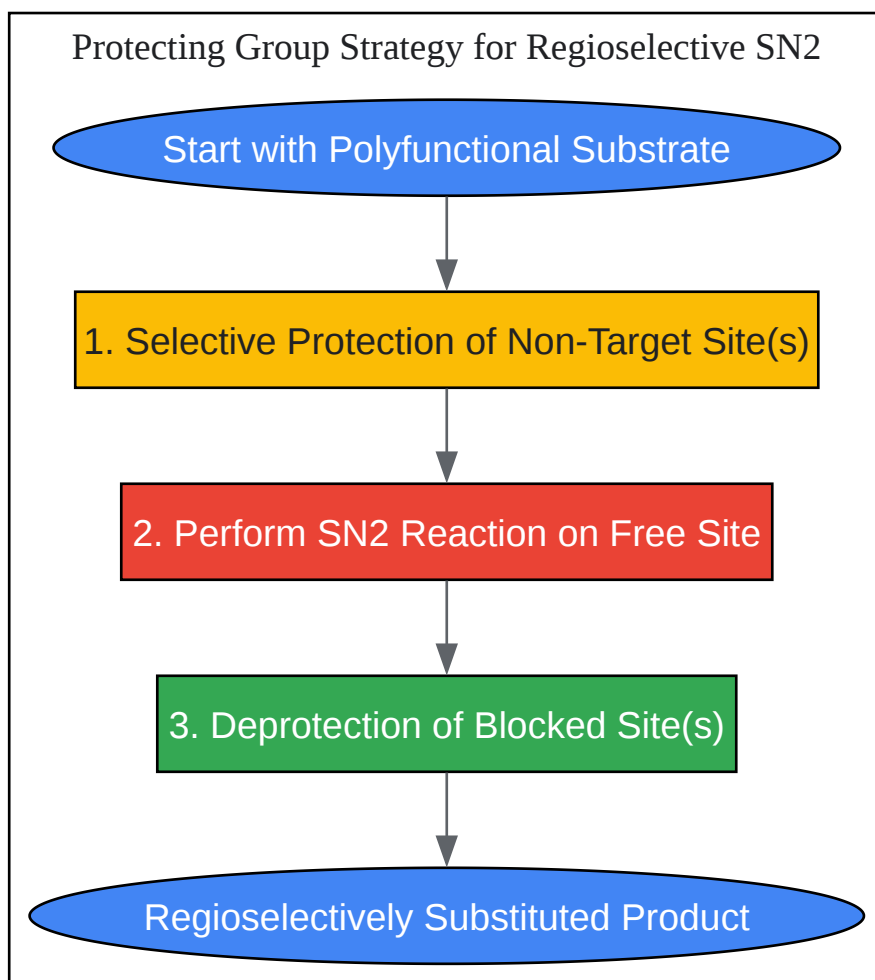 Protecting Group Strategy for Regioselective SN2
Start with Polyfunctional Substrate
1. Selective Protection of Non-Target Site(s)
2. Perform SN2 Reaction on Free Site
3. Deprotection of Blocked Site(s)
Regioselectively Substituted Product